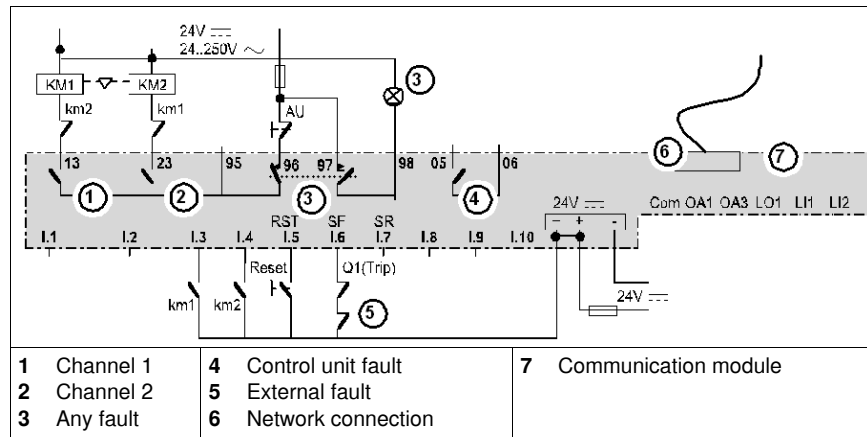 24V ⎓
24..250V ∼
KM1 KM2
3
km2 km1 AU
13 23 95 96 97 98 05 06
6 7
1 2 3 4
24V ⎓
Com OA1 OA3 LO1 LI1 LI2
RST SF SR
− + -
I.1 I.2 I.3 I.4 I.5 I.6 I.7 I.8 I.9 I.10
Reset Q1(Trip)
km1 km2 5
24V ⎓
1 Channel 1
2 Channel 2
3 Any fault
4 Control unit fault
5 External fault
6 Network connection
7 Communication module